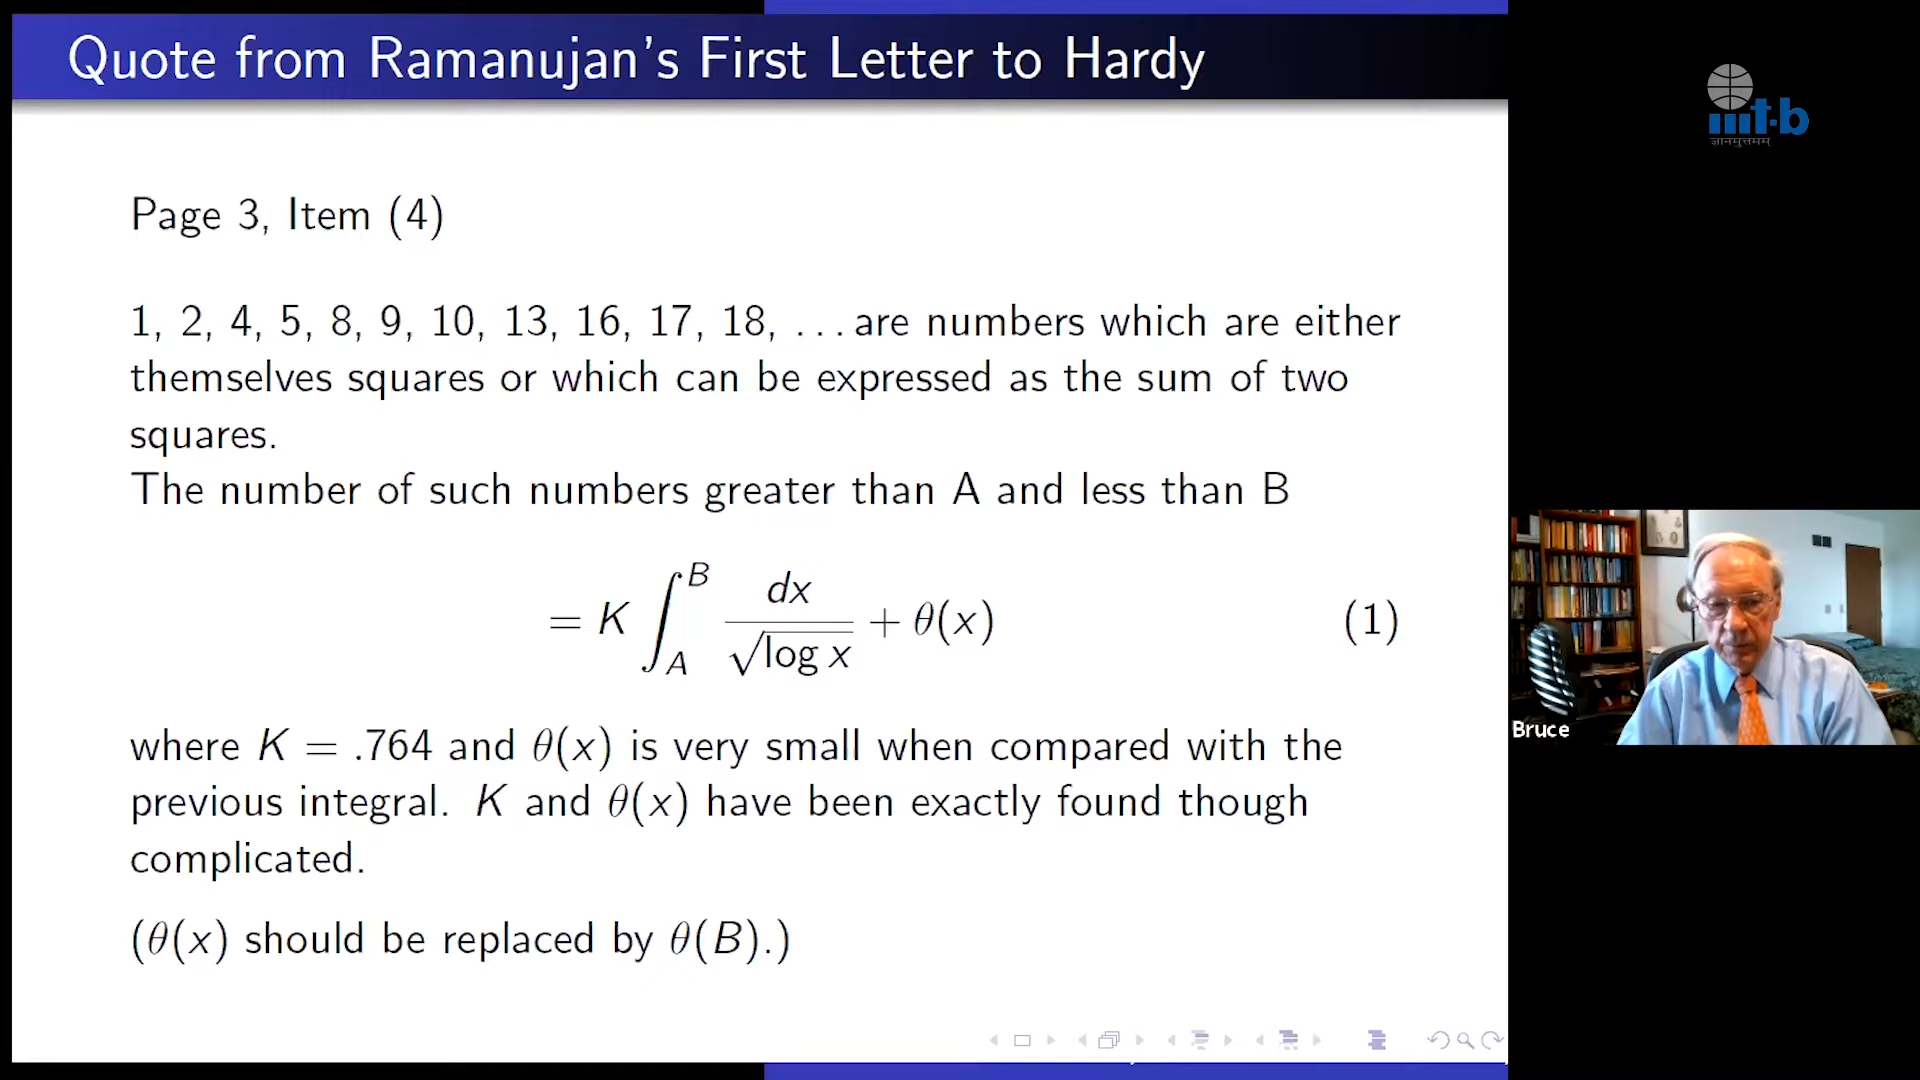 Quote from Ramanujan's First Letter to Hardy
Page 3, Item (4)
1, 2, 4, 5, 8, 9, 10, 13, 16, 17, 18, ... are numbers which are either
themselves squares or which can be expressed as the sum of two
squares.
The number of such numbers greater than A and less than B
= K ∫_A^B dx/√(log x) + θ(x) (1)
where K = .764 and θ(x) is very small when compared with the
previous integral. K and θ(x) have been exactly found though
complicated.
(θ(x) should be replaced by θ(B).)
iiit-b
ज्ञानमुत्तमम्
Bruce